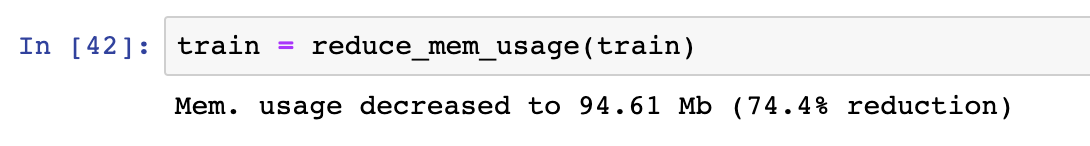 In [42]: train = reduce_mem_usage(train)
Mem. usage decreased to 94.61 Mb (74.4% reduction)